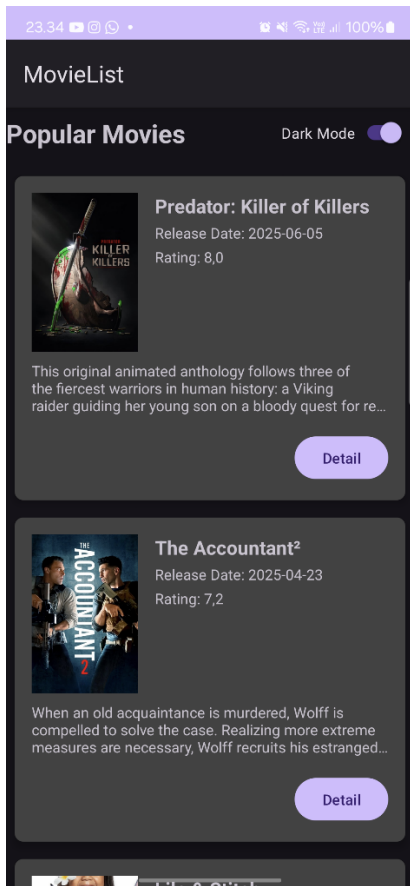 23.34
100%
MovieList
Popular Movies
Dark Mode
KILLER
OF
KILLERS
Predator: Killer of Killers
Release Date: 2025-06-05
Rating: 8,0
This original animated anthology follows three of
the fiercest warriors in human history: a Viking
raider guiding her young son on a bloody quest for re…
Detail
THE
ACCOUNTANT
2
The Accountant²
Release Date: 2025-04-23
Rating: 7,2
When an old acquaintance is murdered, Wolff is
compelled to solve the case. Realizing more extreme
measures are necessary, Wolff recruits his estranged…
Detail